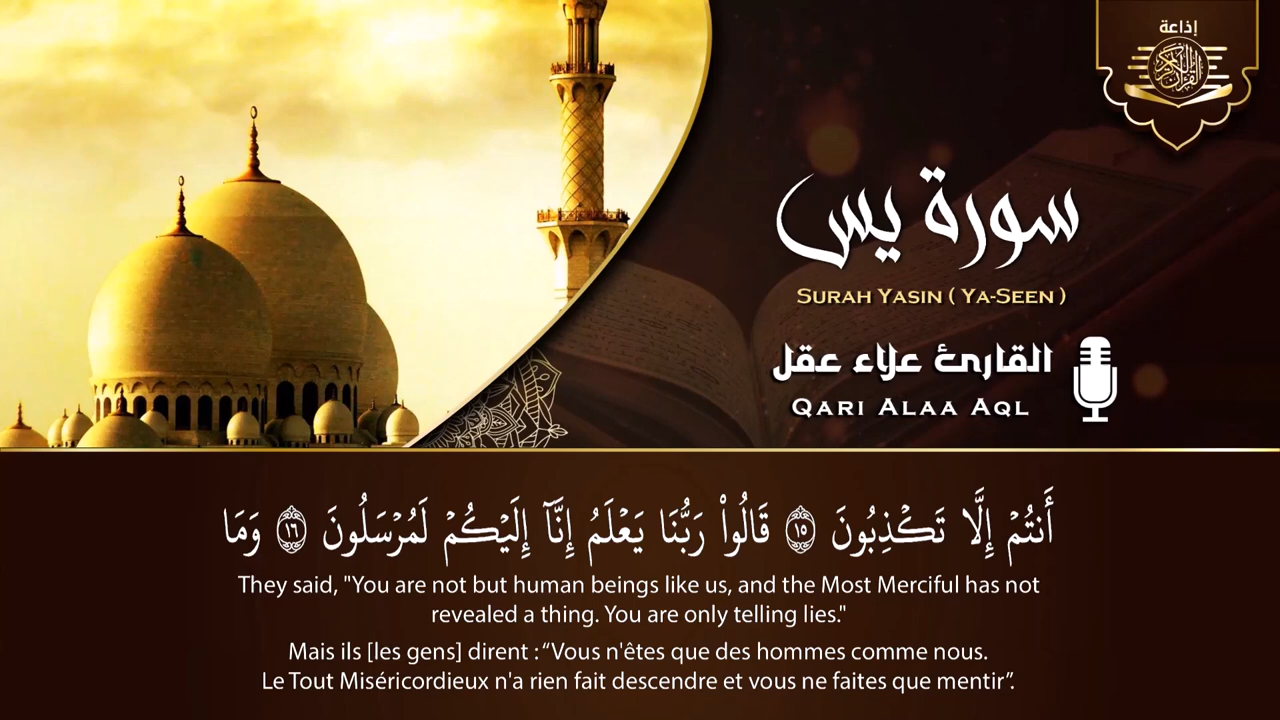 إذاعة
القرآن الكريم
سورة يس
SURAH YASIN ( YA-SEEN )
القارئ علاء عقل
QARI ALAA AQL
أَنتُمْ إِلَّا تَكْذِبُونَ ١٥ قَالُوا۟ رَبُّنَا يَعْلَمُ إِنَّآ إِلَيْكُمْ لَمُرْسَلُونَ ١٦ وَمَا
They said, "You are not but human beings like us, and the Most Merciful has not
revealed a thing. You are only telling lies."
Mais ils [les gens] dirent : “Vous n'êtes que des hommes comme nous.
Le Tout Miséricordieux n'a rien fait descendre et vous ne faites que mentir”.